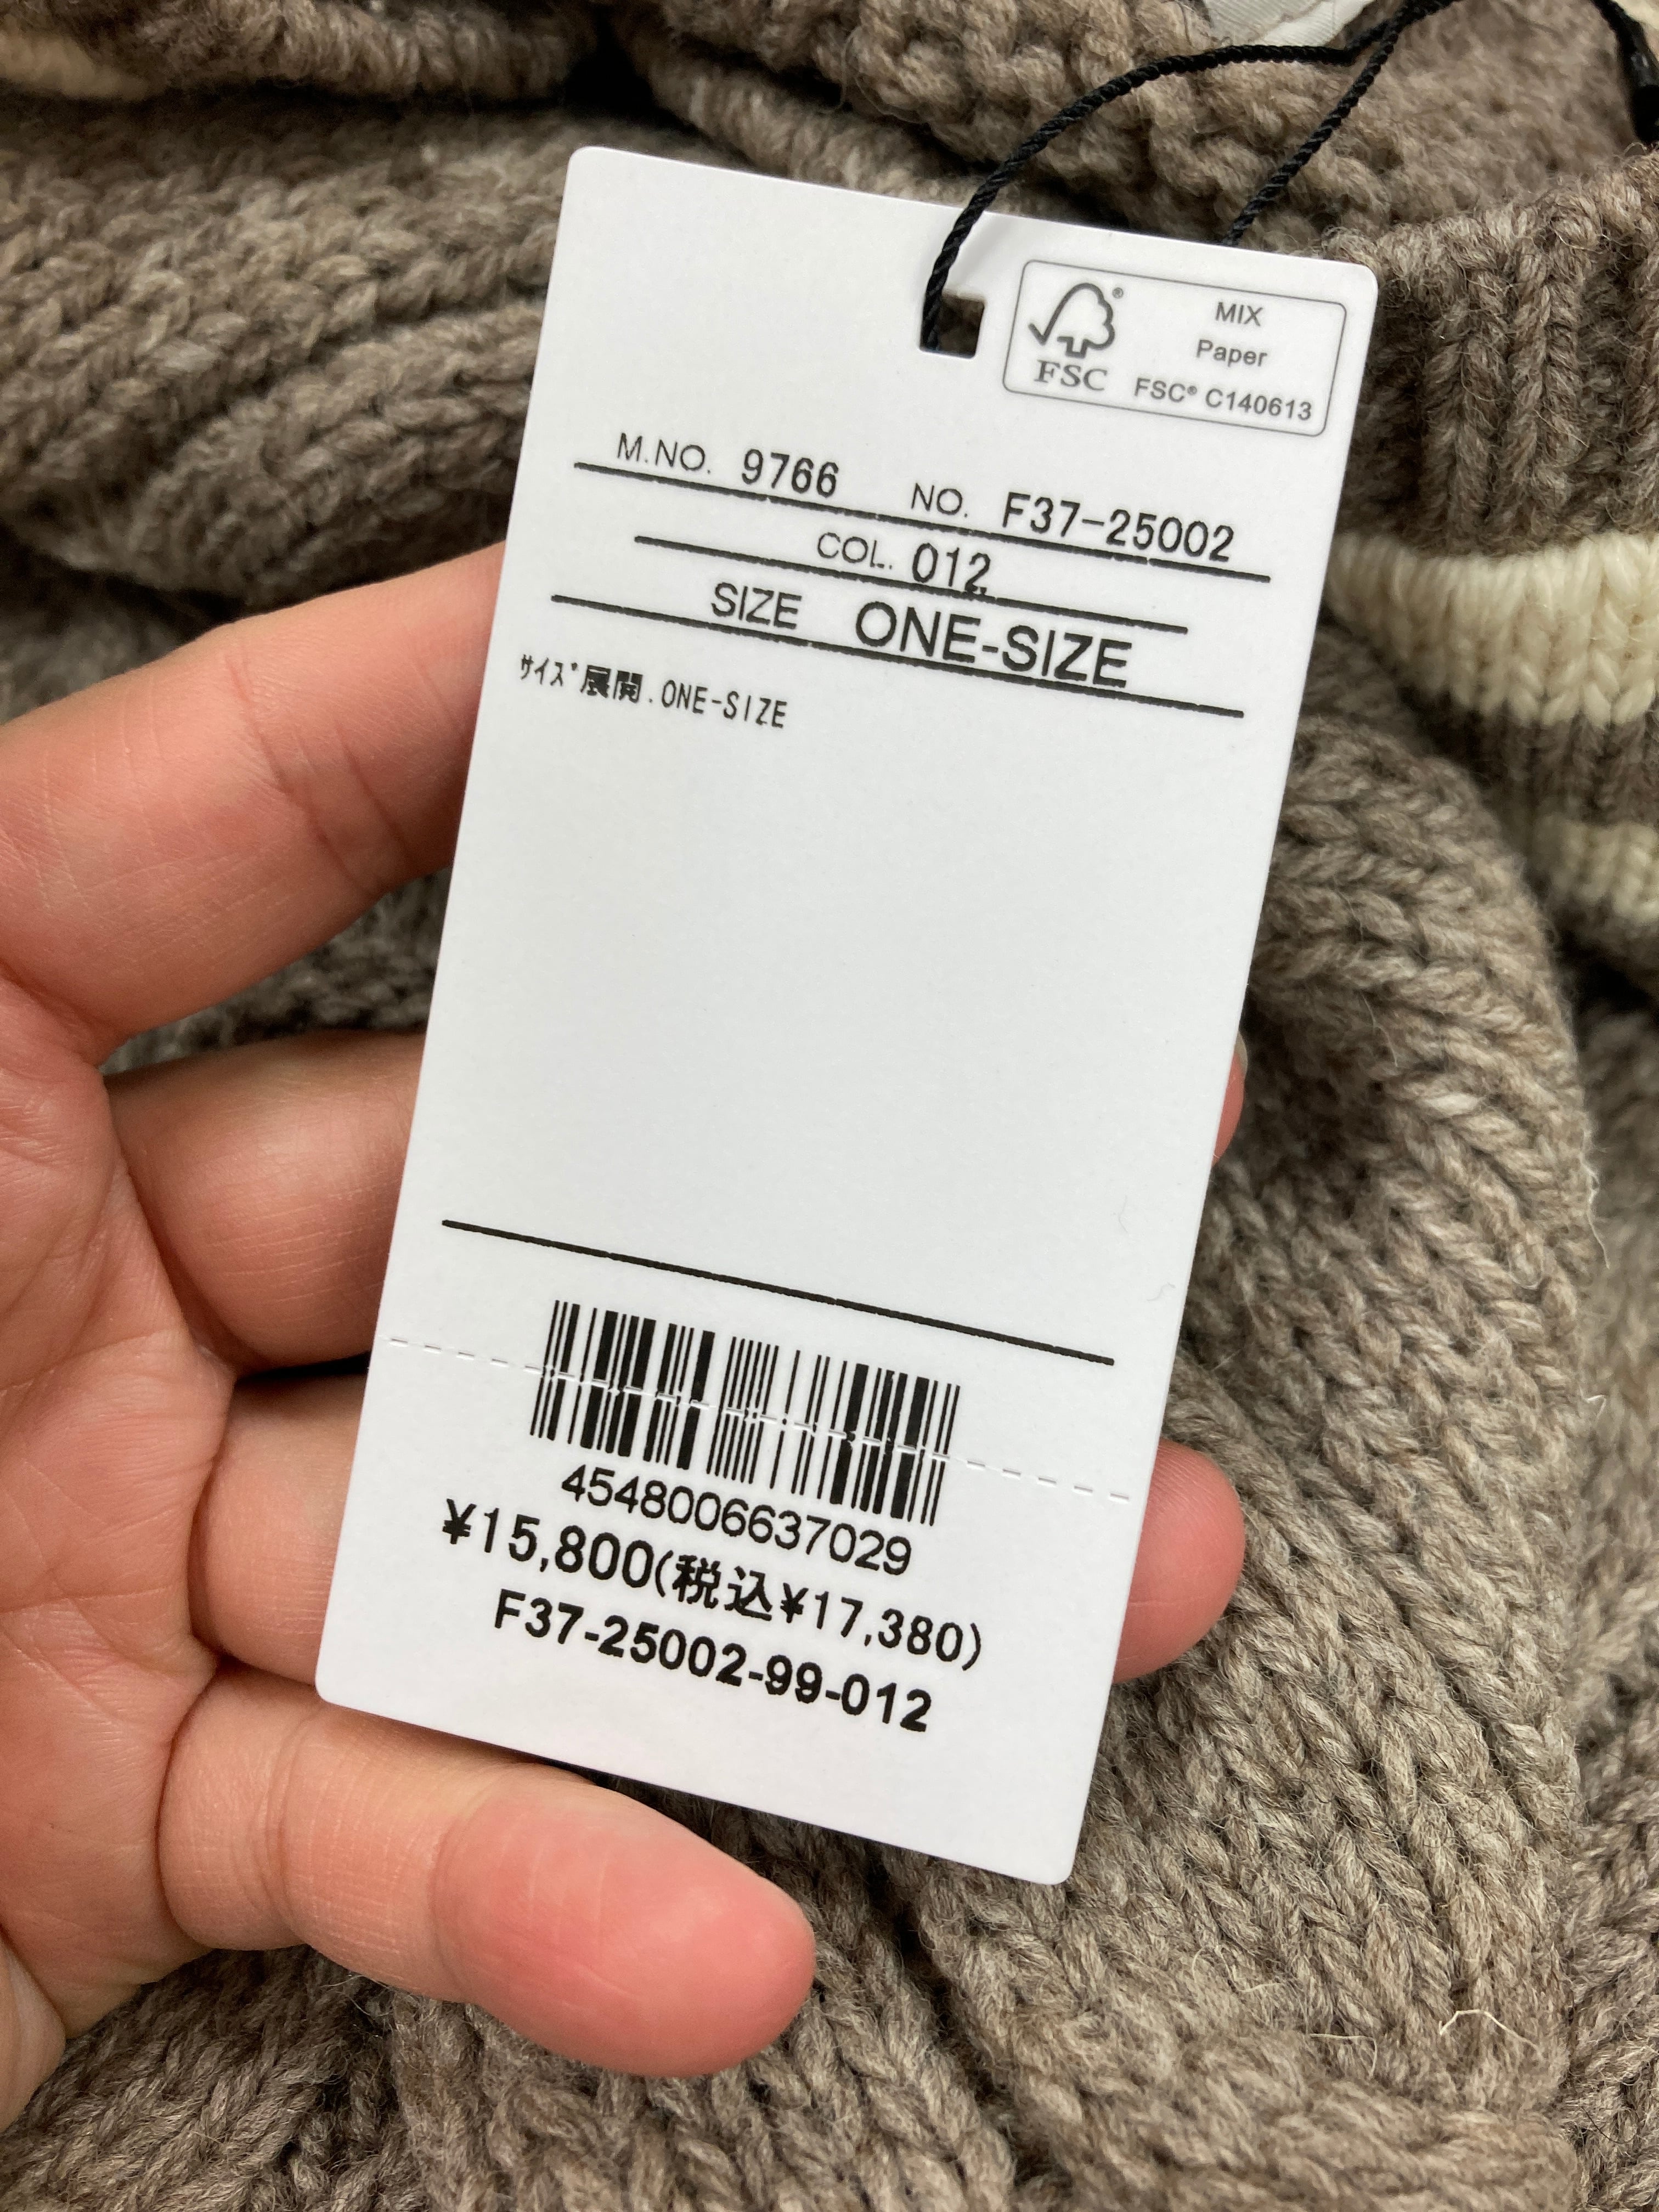 MIX
Paper
FSC® C140613
FSC
M.NO. 9766 NO. F37-25002
COL. 012
SIZE ONE-SIZE
ｻｲｽﾞ展開.ONE-SIZE
4548006637029
¥15,800(税込¥17,380)
F37-25002-99-012